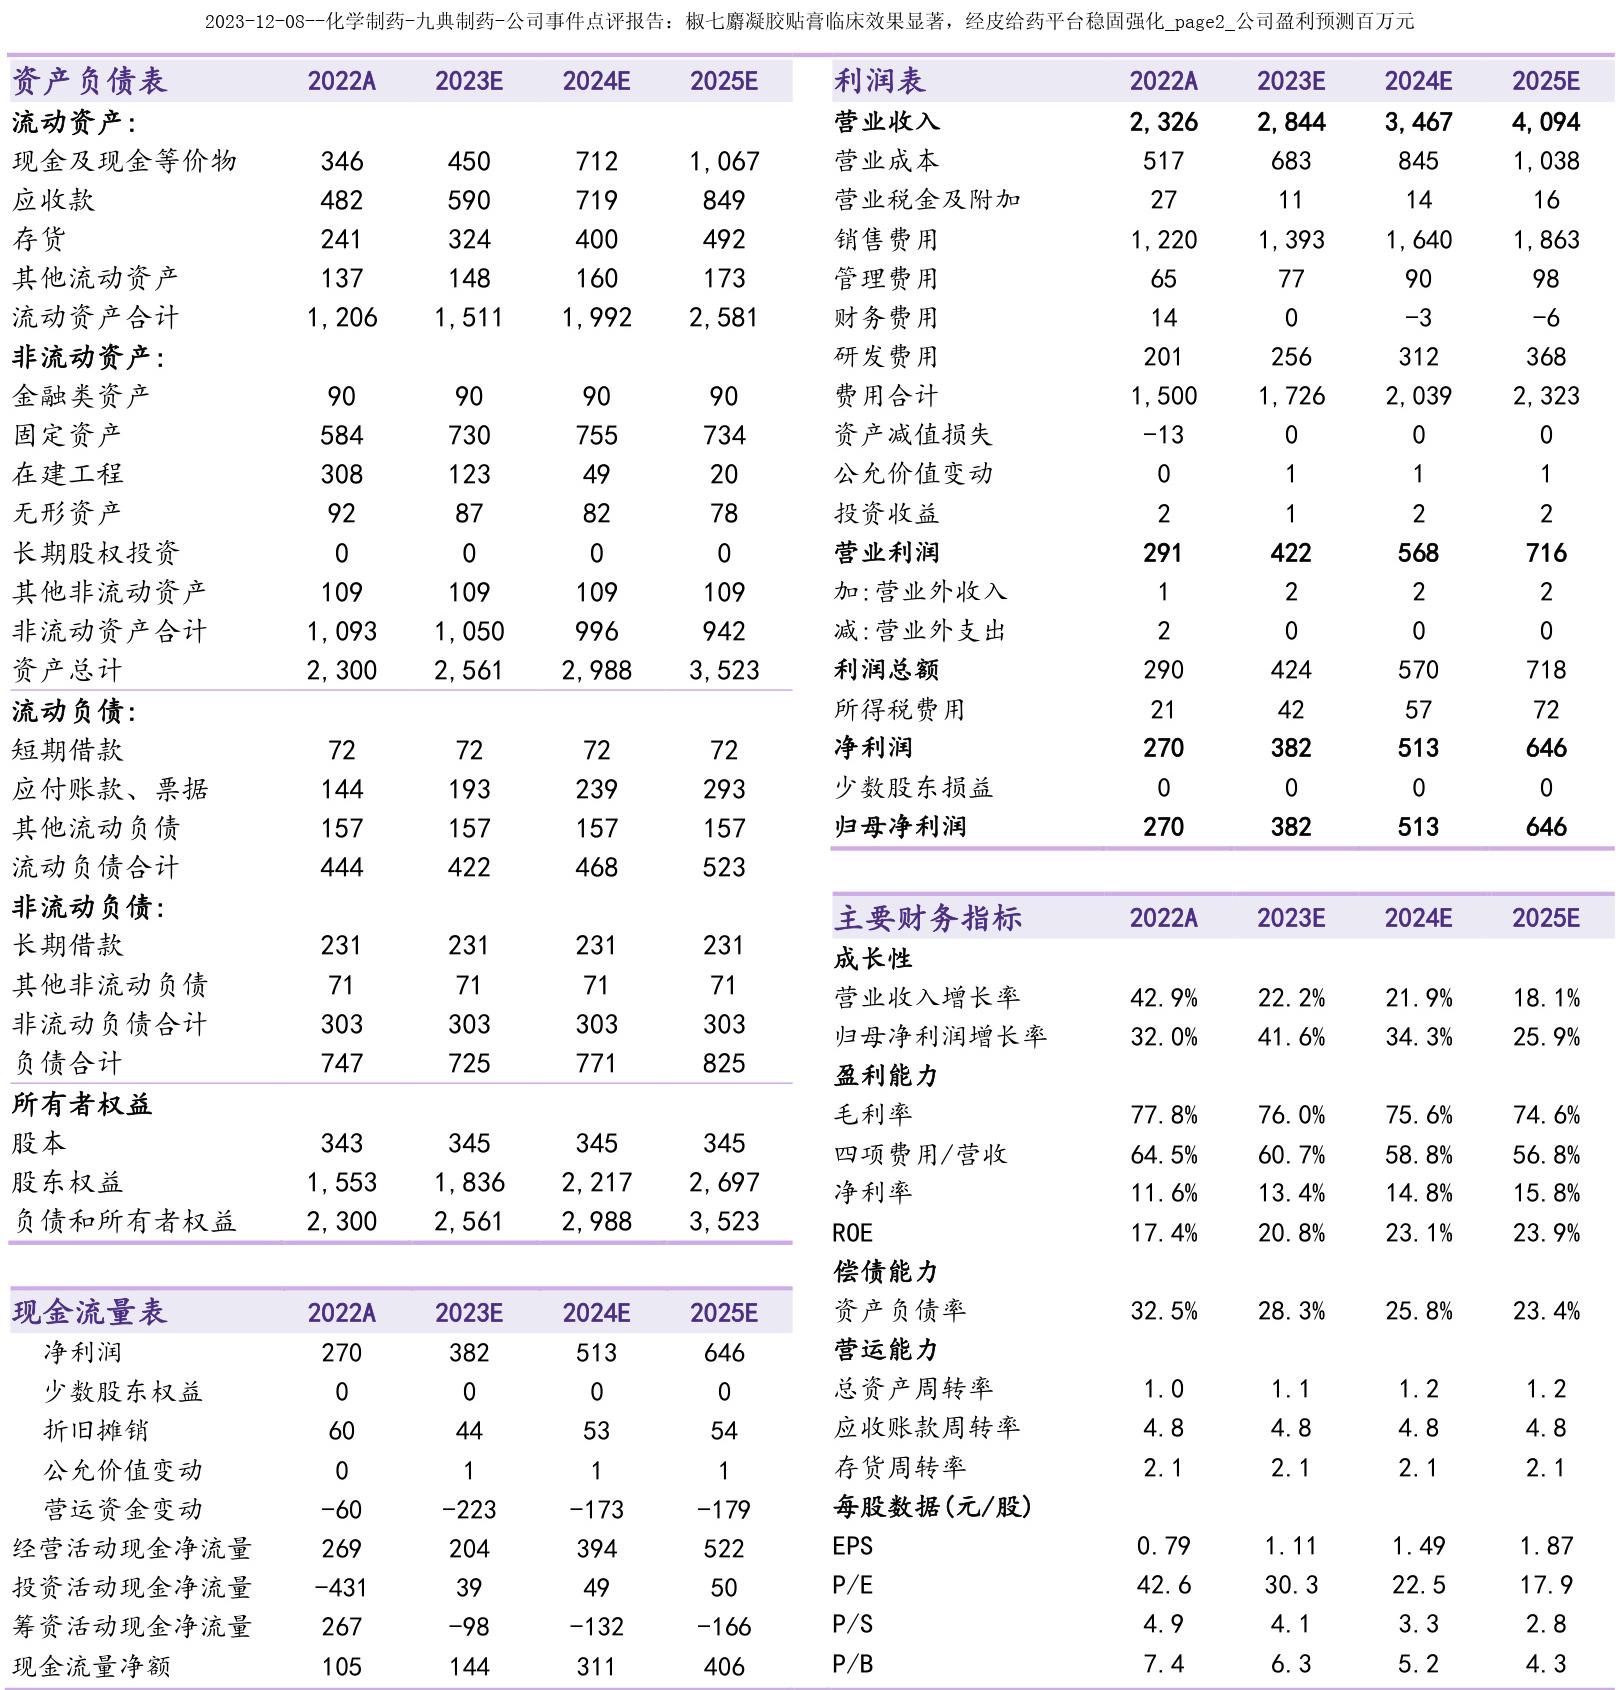 2023-12-08--化学制药-九典制药-公司事件点评报告：椒七麝凝胶贴膏临床效果显著，经皮给药平台稳固强化_page2_公司盈利预测百万元
资产负债表 2022A 2023E 2024E 2025E
流动资产:
现金及现金等价物 346 450 712 1,067
应收款 482 590 719 849
存货 241 324 400 492
其他流动资产 137 148 160 173
流动资产合计 1,206 1,511 1,992 2,581
非流动资产:
金融类资产 90 90 90 90
固定资产 584 730 755 734
在建工程 308 123 49 20
无形资产 92 87 82 78
长期股权投资 0 0 0 0
其他非流动资产 109 109 109 109
非流动资产合计 1,093 1,050 996 942
资产总计 2,300 2,561 2,988 3,523
流动负债:
短期借款 72 72 72 72
应付账款、票据 144 193 239 293
其他流动负债 157 157 157 157
流动负债合计 444 422 468 523
非流动负债:
长期借款 231 231 231 231
其他非流动负债 71 71 71 71
非流动负债合计 303 303 303 303
负债合计 747 725 771 825
所有者权益
股本 343 345 345 345
股东权益 1,553 1,836 2,217 2,697
负债和所有者权益 2,300 2,561 2,988 3,523
现金流量表 2022A 2023E 2024E 2025E
净利润 270 382 513 646
少数股东权益 0 0 0 0
折旧摊销 60 44 53 54
公允价值变动 0 1 1 1
营运资金变动 -60 -223 -173 -179
经营活动现金净流量 269 204 394 522
投资活动现金净流量 -431 39 49 50
筹资活动现金净流量 267 -98 -132 -166
现金流量净额 105 144 311 406
利润表 2022A 2023E 2024E 2025E
营业收入 2,326 2,844 3,467 4,094
营业成本 517 683 845 1,038
营业税金及附加 27 11 14 16
销售费用 1,220 1,393 1,640 1,863
管理费用 65 77 90 98
财务费用 14 0 -3 -6
研发费用 201 256 312 368
费用合计 1,500 1,726 2,039 2,323
资产减值损失 -13 0 0 0
公允价值变动 0 1 1 1
投资收益 2 1 2 2
营业利润 291 422 568 716
加:营业外收入 1 2 2 2
减:营业外支出 2 0 0 0
利润总额 290 424 570 718
所得税费用 21 42 57 72
净利润 270 382 513 646
少数股东损益 0 0 0 0
归母净利润 270 382 513 646
主要财务指标 2022A 2023E 2024E 2025E
成长性
营业收入增长率 42.9% 22.2% 21.9% 18.1%
归母净利润增长率 32.0% 41.6% 34.3% 25.9%
盈利能力
毛利率 77.8% 76.0% 75.6% 74.6%
四项费用/营收 64.5% 60.7% 58.8% 56.8%
净利率 11.6% 13.4% 14.8% 15.8%
ROE 17.4% 20.8% 23.1% 23.9%
偿债能力
资产负债率 32.5% 28.3% 25.8% 23.4%
营运能力
总资产周转率 1.0 1.1 1.2 1.2
应收账款周转率 4.8 4.8 4.8 4.8
存货周转率 2.1 2.1 2.1 2.1
每股数据(元/股)
EPS 0.79 1.11 1.49 1.87
P/E 42.6 30.3 22.5 17.9
P/S 4.9 4.1 3.3 2.8
P/B 7.4 6.3 5.2 4.3